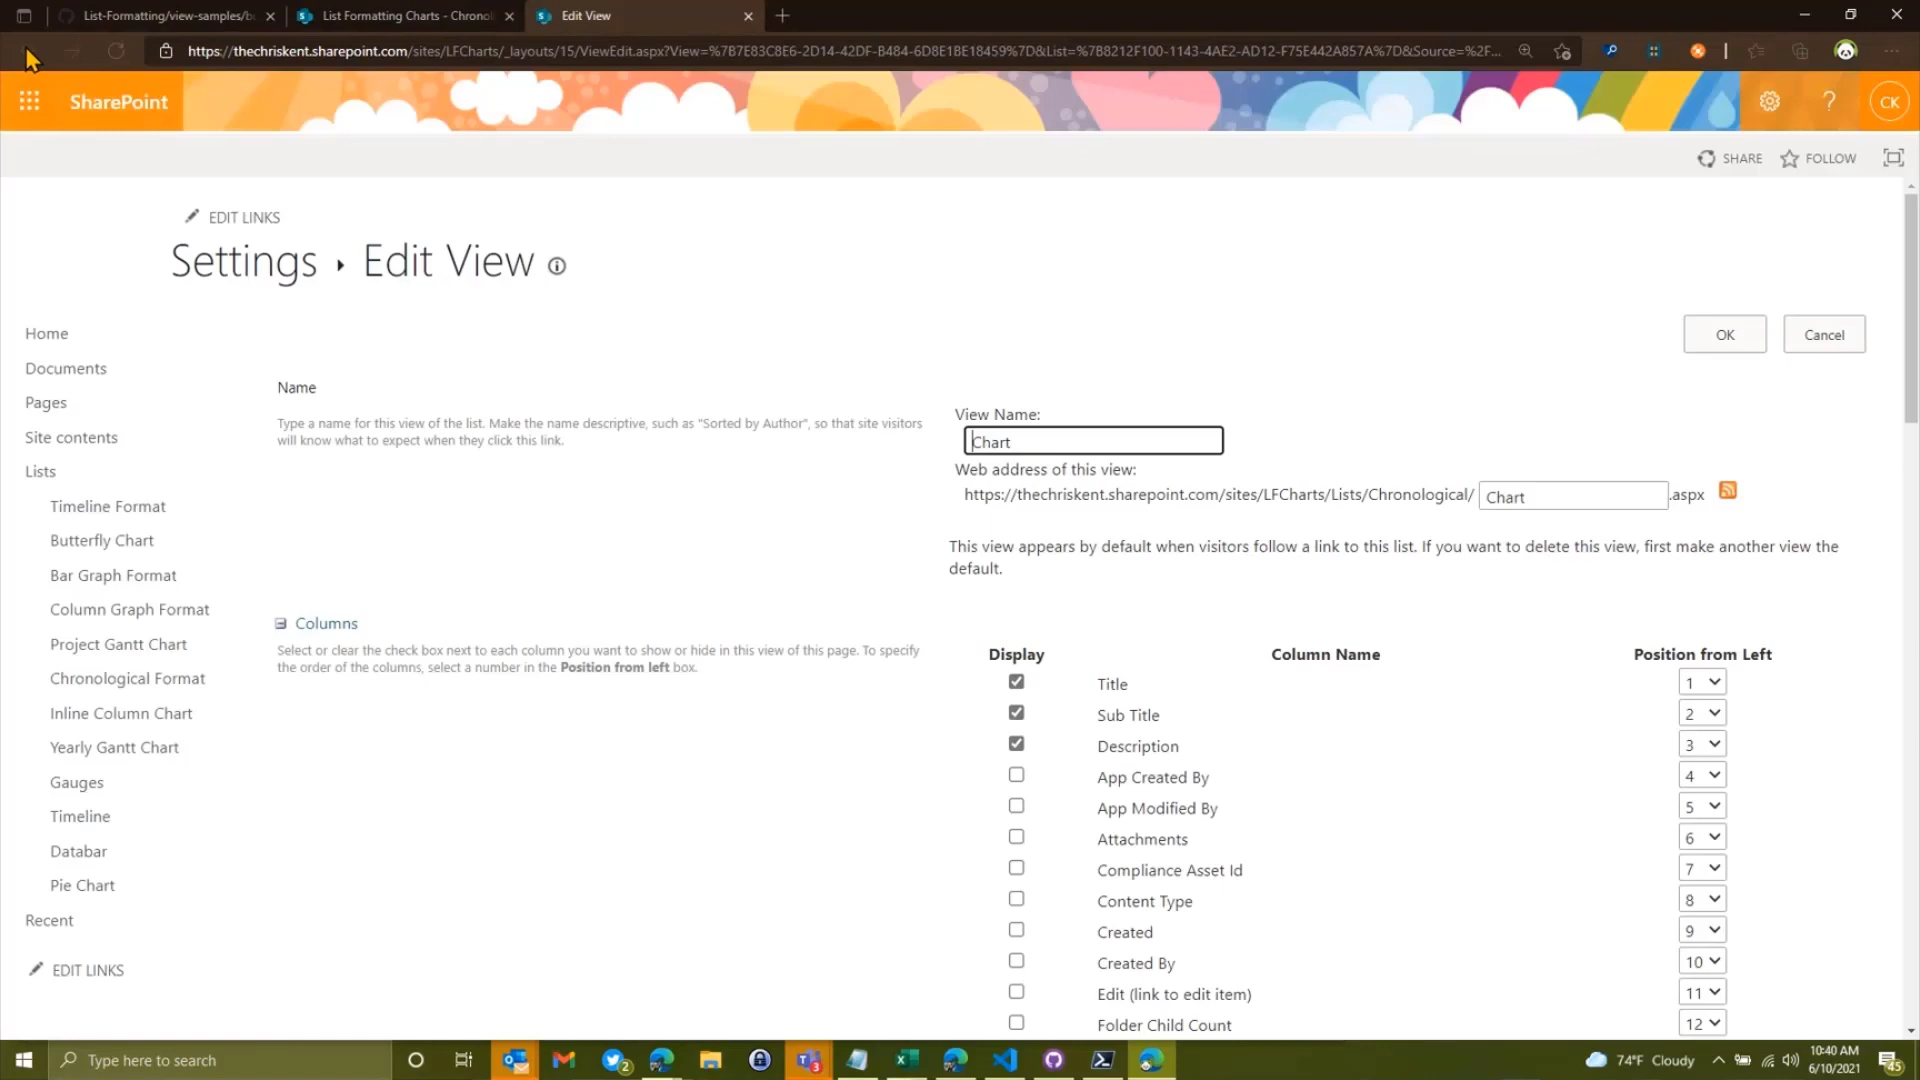 List-Formatting/view-samples/bu
List Formatting Charts - Chronol
Edit View
https://thechriskent.sharepoint.com/sites/LFCharts/_layouts/15/ViewEdit.aspx?View=%7B7E83C8E6-2D14-42DF-B484-6D8E1BE18459%7D&List=%7B8212F100-1143-4AE2-AD12-F75E442A857A%7D&Source=%2F...
SharePoint
?
CK
SHARE
FOLLOW
EDIT LINKS
Settings ▸ Edit View
Home
Documents
Pages
Site contents
Lists
Timeline Format
Butterfly Chart
Bar Graph Format
Column Graph Format
Project Gantt Chart
Chronological Format
Inline Column Chart
Yearly Gantt Chart
Gauges
Timeline
Databar
Pie Chart
Recent
EDIT LINKS
OK
Cancel
Name
Type a name for this view of the list. Make the name descriptive, such as "Sorted by Author", so that site visitors
will know what to expect when they click this link.
View Name:
Chart
Web address of this view:
https://thechriskent.sharepoint.com/sites/LFCharts/Lists/Chronological/ Chart .aspx
This view appears by default when visitors follow a link to this list. If you want to delete this view, first make another view the
default.
Columns
Select or clear the check box next to each column you want to show or hide in this view of this page. To specify
the order of the columns, select a number in the Position from left box.
Display Column Name Position from Left
Title 1
Sub Title 2
Description 3
App Created By 4
App Modified By 5
Attachments 6
Compliance Asset Id 7
Content Type 8
Created 9
Created By 10
Edit (link to edit item) 11
Folder Child Count 12
Type here to search
2
3
74°F Cloudy
10:40 AM
6/10/2021
45